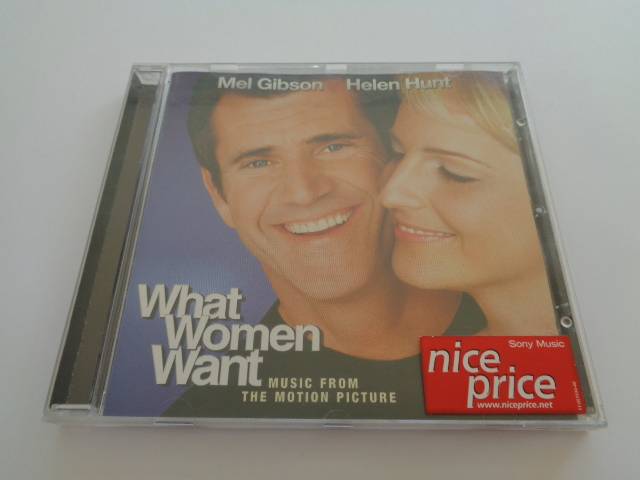 Mel Gibson Helen Hunt
What
Women
Want
MUSIC FROM
THE MOTION PICTURE
Sony Music
nice
price
www.niceprice.net